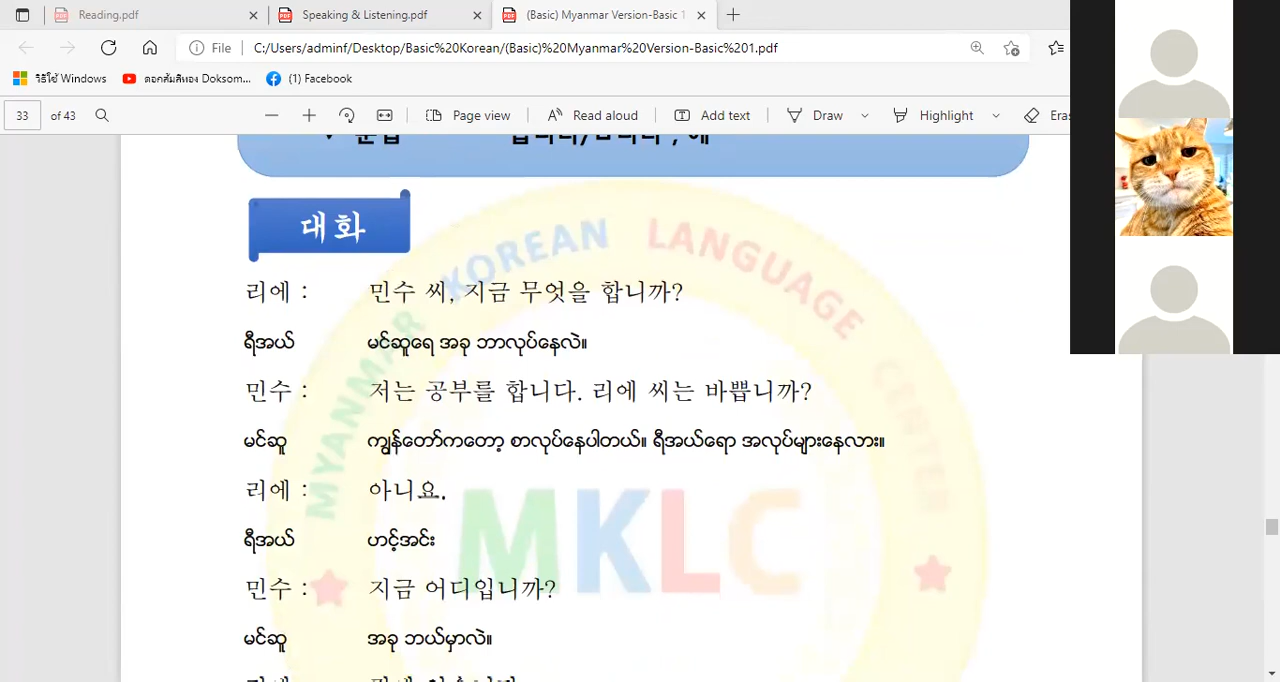 Reading.pdf
Speaking & Listening.pdf
(Basic) Myanmar Version-Basic 1
File
C:/Users/adminf/Desktop/Basic%20Korean/(Basic)%20Myanmar%20Version-Basic%201.pdf
วิธีใช้ Windows
ดอกส้มสีทอง Doksom...
(1) Facebook
33 of 43
Page view
Read aloud
Add text
Draw
Highlight
Eras
대화
MYANMAR KOREAN LANGUAGE CENTER
리에 : 민수 씨, 지금 무엇을 합니까?
ရီအယ် မင်ဆူရေ အခု ဘာလုပ်နေလဲ။
민수 : 저는 공부를 합니다. 리에 씨는 바쁩니까?
မင်ဆူ ကျွန်တော်ကတော့ စာလုပ်နေပါတယ်။ ရီအယ်ရော အလုပ်များနေလား။
리에 : 아니요.
ရီအယ် ဟင့်အင်း
MKLC
민수 : 지금 어디입니까?
မင်ဆူ အခု ဘယ်မှာလဲ။